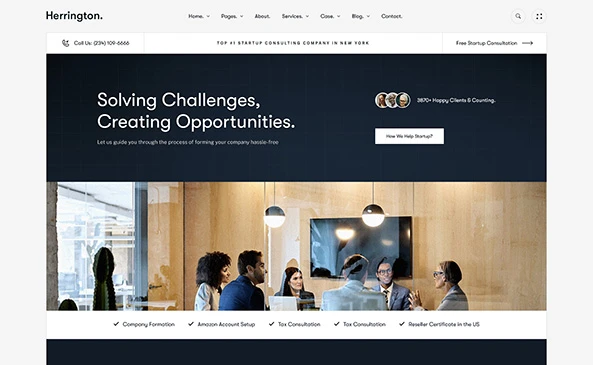 Herrington.
Home. Pages. About. Services. Case. Blog. Contact.
Call Us: (234) 109-6666
TOP #1 STARTUP CONSULTING COMPANY IN NEW YORK
Free Startup Consultation
Solving Challenges,
Creating Opportunities.
Let us guide you through the process of forming your company hassle-free
3870+ Happy Clients & Counting.
How We Help Startup?
Company Formation
Amazon Account Setup
Tax Consultation
Tax Consultation
Reseller Certificate in the US